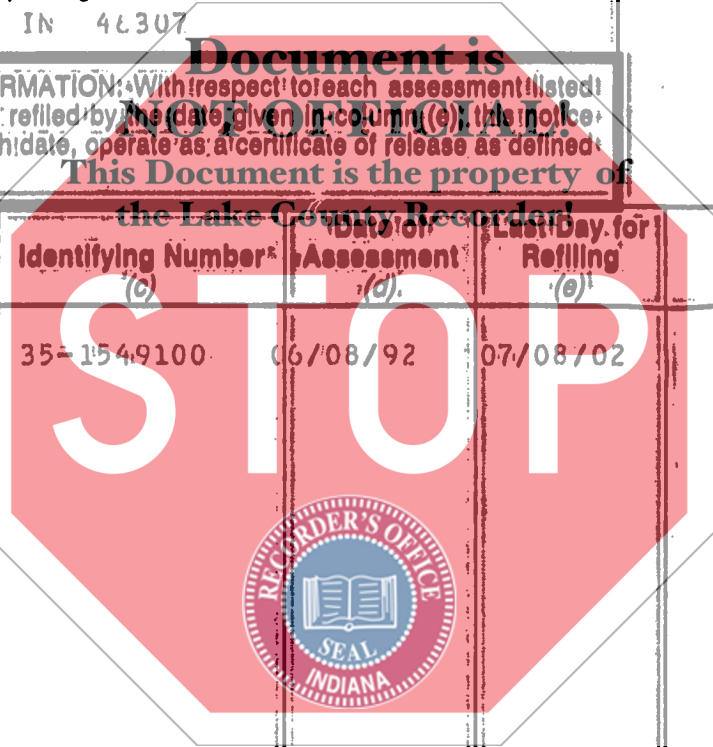 IN 46307
Document is
RMATION: With respect to each assessment listed
NOT OFFICIAL!
refiled by the date given in column (e), this notice
date, operate as a certificate of release as defined
This Document is the property of
the Lake County Recorder!
Identifying Number Date of Assessment Last Day for Refiling
(c) (d) (e)
35-1549100 06/08/92 07/08/02
STOP
RECORDER'S OFFICE
SEAL
INDIANA